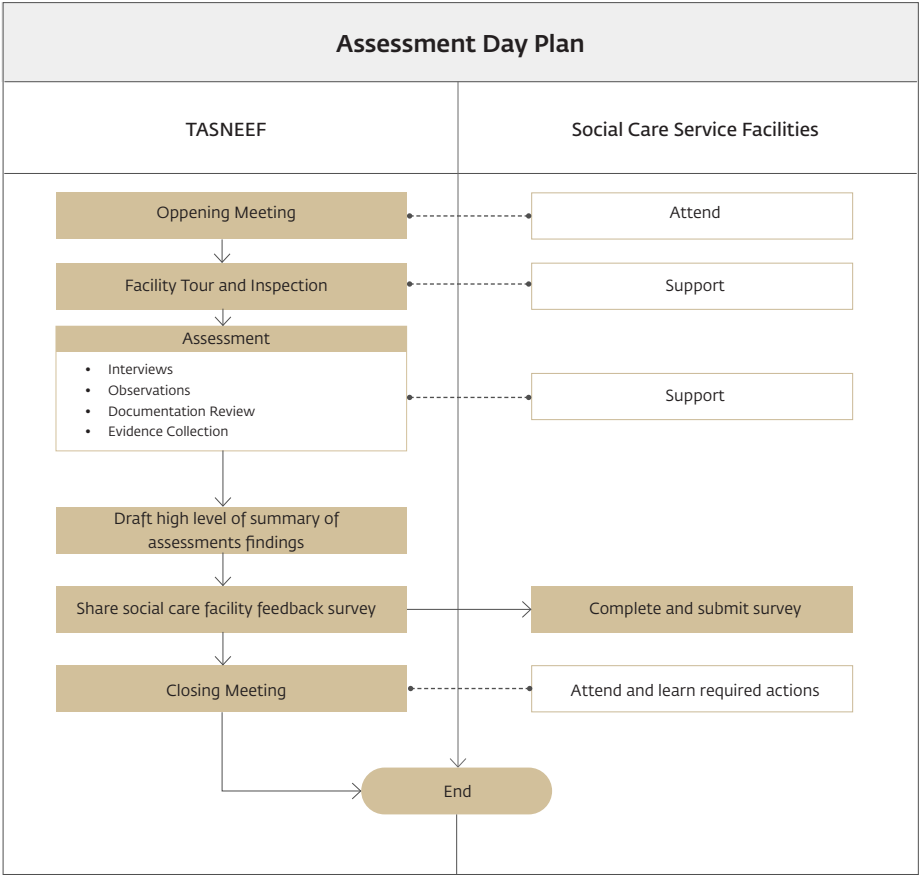 Assessment Day Plan
TASNEEF
Social Care Service Facilities
Oppening Meeting
Attend
Facility Tour and Inspection
Support
Assessment
• Interviews
• Observations
• Documentation Review
• Evidence Collection
Support
Draft high level of summary of
assessments findings
Share social care facility feedback survey
Complete and submit survey
Closing Meeting
Attend and learn required actions
End